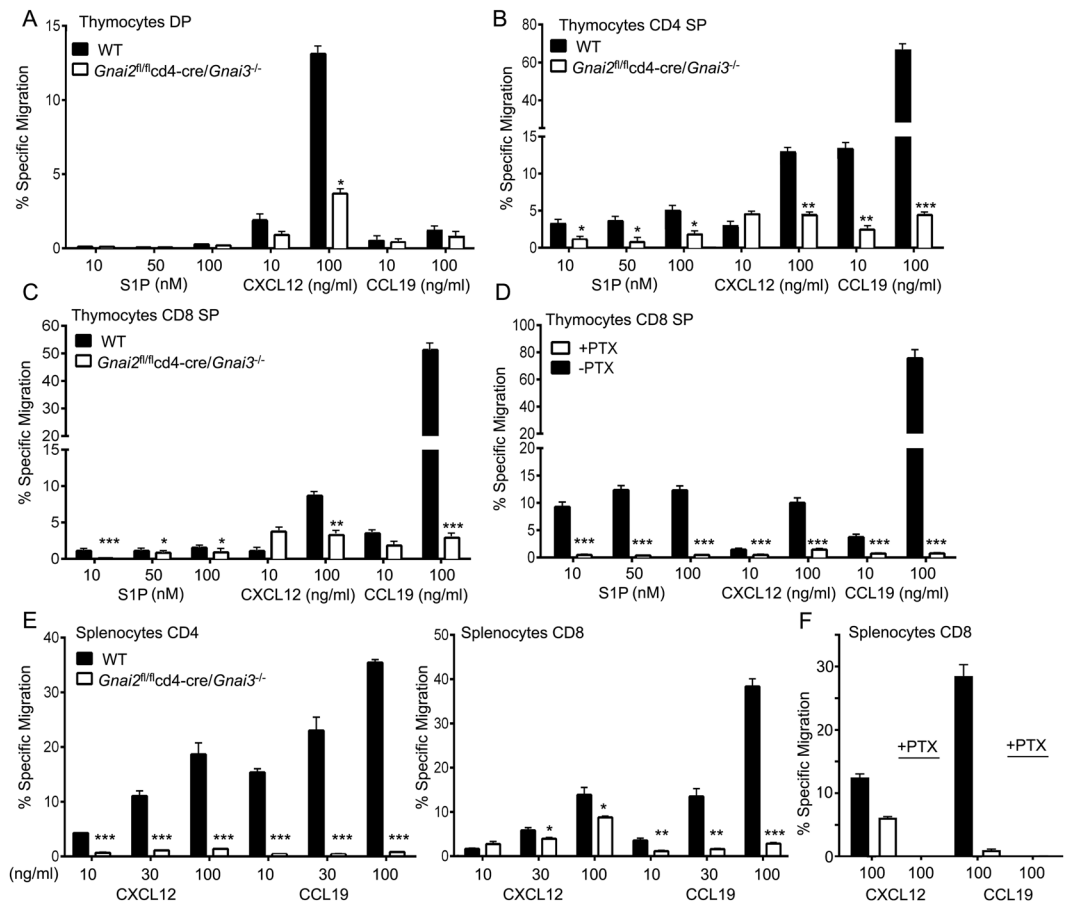 A
Thymocytes DP
WT
Gnai2fl/flcd4-cre/Gnai3-/-
% Specific Migration
15
10
5
0
* 
10 50 100 10 100 10 100
S1P (nM) CXCL12 (ng/ml) CCL19 (ng/ml)
B
Thymocytes CD4 SP
WT
Gnai2fl/flcd4-cre/Gnai3-/-
% Specific Migration
80
60
40
20
15
10
5
0
* * * ** ** ***
10 50 100 10 100 10 100
S1P (nM) CXCL12 (ng/ml) CCL19 (ng/ml)
C
Thymocytes CD8 SP
WT
Gnai2fl/flcd4-cre/Gnai3-/-
% Specific Migration
60
50
40
30
20
15
10
5
0
*** * * ** ***
10 50 100 10 100 10 100
S1P (nM) CXCL12 (ng/ml) CCL19 (ng/ml)
D
Thymocytes CD8 SP
+PTX
-PTX
% Specific Migration
100
80
60
40
20
20
15
10
5
0
*** *** *** *** *** *** ***
10 50 100 10 100 10 100
S1P (nM) CXCL12 (ng/ml) CCL19 (ng/ml)
E
Splenocytes CD4
WT
Gnai2fl/flcd4-cre/Gnai3-/-
% Specific Migration
40
30
20
10
0
*** *** *** *** *** ***
(ng/ml) 10 30 100 10 30 100
CXCL12 CCL19
Splenocytes CD8
% Specific Migration
50
40
30
20
10
0
* * ** ** ***
10 30 100 10 30 100
CXCL12 CCL19
F
Splenocytes CD8
% Specific Migration
30
20
10
0
+PTX +PTX
100 100 100 100
CXCL12 CCL19